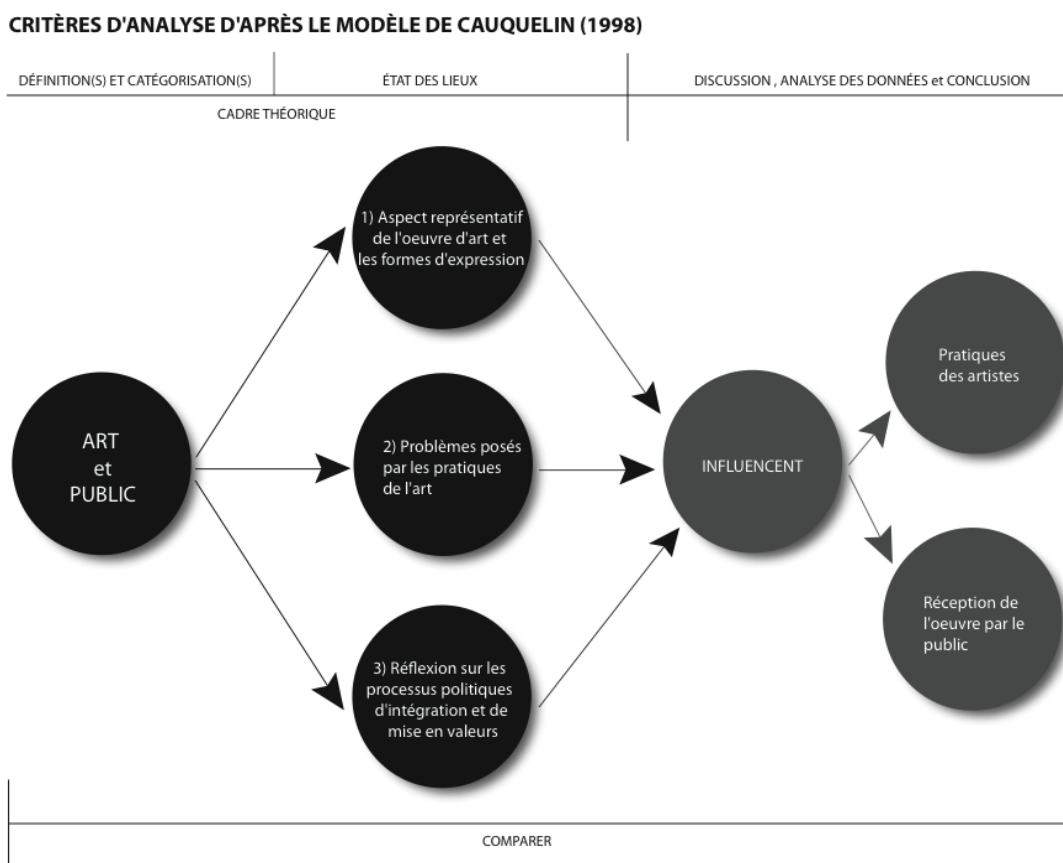 CRITÈRES D'ANALYSE D'APRÈS LE MODÈLE DE CAUQUELIN (1998)
DÉFINITION(S) ET CATÉGORISATION(S)
ÉTAT DES LIEUX
DISCUSSION , ANALYSE DES DONNÉES et CONCLUSION
CADRE THÉORIQUE
ART
et
PUBLIC
1) Aspect représentatif
de l'oeuvre d'art et
les formes d'expression
2) Problèmes posés
par les pratiques
de l'art
3) Réflexion sur les
processus politiques
d'intégration et de
mise en valeurs
INFLUENCENT
Pratiques
des artistes
Réception de
l'oeuvre par le
public
COMPARER